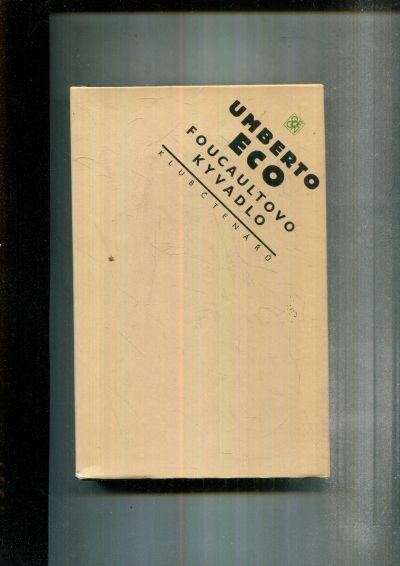 UMBERTO
ECO
FOUCAULTOVO
KYVADLO
KLUB ČTENÁŘŮ